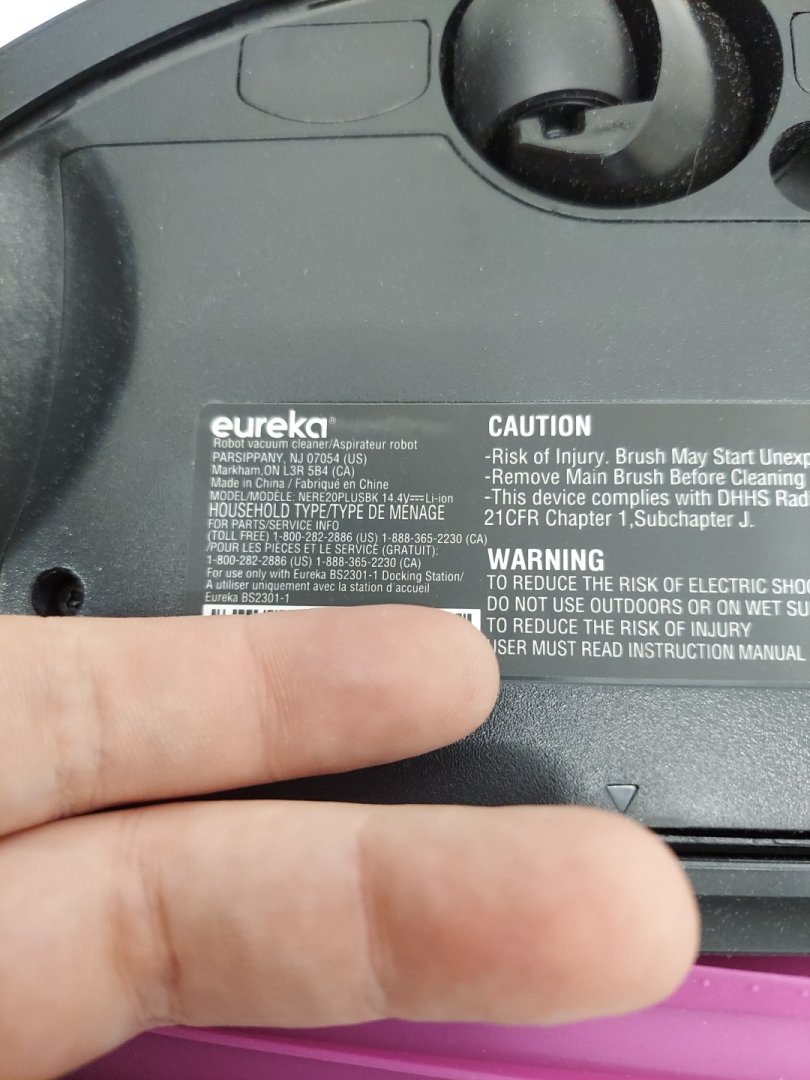 eureka®
Robot vacuum cleaner/Aspirateur robot
PARSIPPANY, NJ 07054 (US)
Markham,ON L3R 5B4 (CA)
Made in China / Fabriqué en Chine
MODEL/MODÈLE: NERE20PLUSBK 14.4V⎓Li-ion
HOUSEHOLD TYPE/TYPE DE MÉNAGE
FOR PARTS/SERVICE INFO
(TOLL FREE) 1-800-282-2886 (US) 1-888-365-2230 (CA)
/POUR LES PIÈCES ET LE SERVICE (GRATUIT):
1-800-282-2886 (US) 1-888-365-2230 (CA)
For use only with Eureka BS2301-1 Docking Station/
A utiliser uniquement avec la station d'accueil
Eureka BS2301-1
CAUTION
-Risk of Injury. Brush May Start Unexp
-Remove Main Brush Before Cleaning
-This device complies with DHHS Rad
21CFR Chapter 1,Subchapter J.
WARNING
TO REDUCE THE RISK OF ELECTRIC SHO
DO NOT USE OUTDOORS OR ON WET SU
TO REDUCE THE RISK OF INJURY
USER MUST READ INSTRUCTION MANUAL